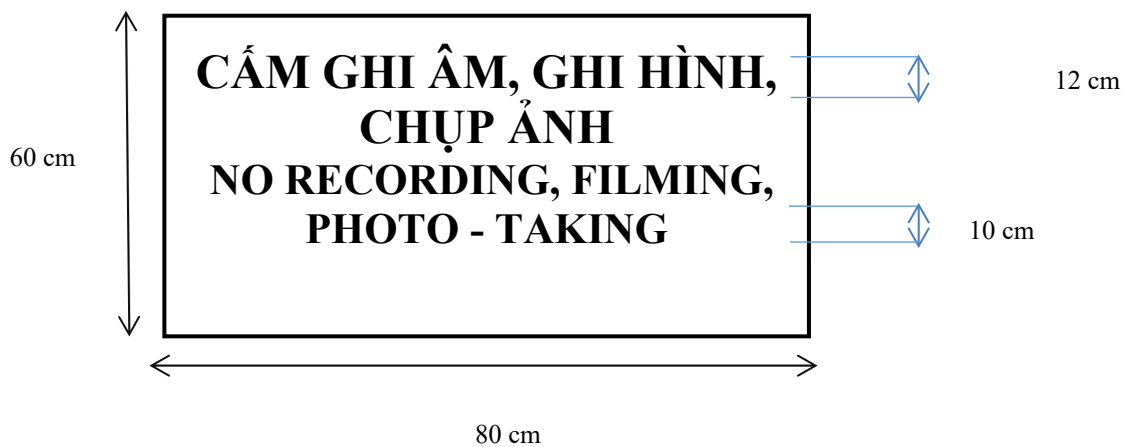 CẤM GHI ÂM, GHI HÌNH,
12 cm
CHỤP ẢNH
60 cm
NO RECORDING, FILMING,
PHOTO - TAKING
10 cm
80 cm